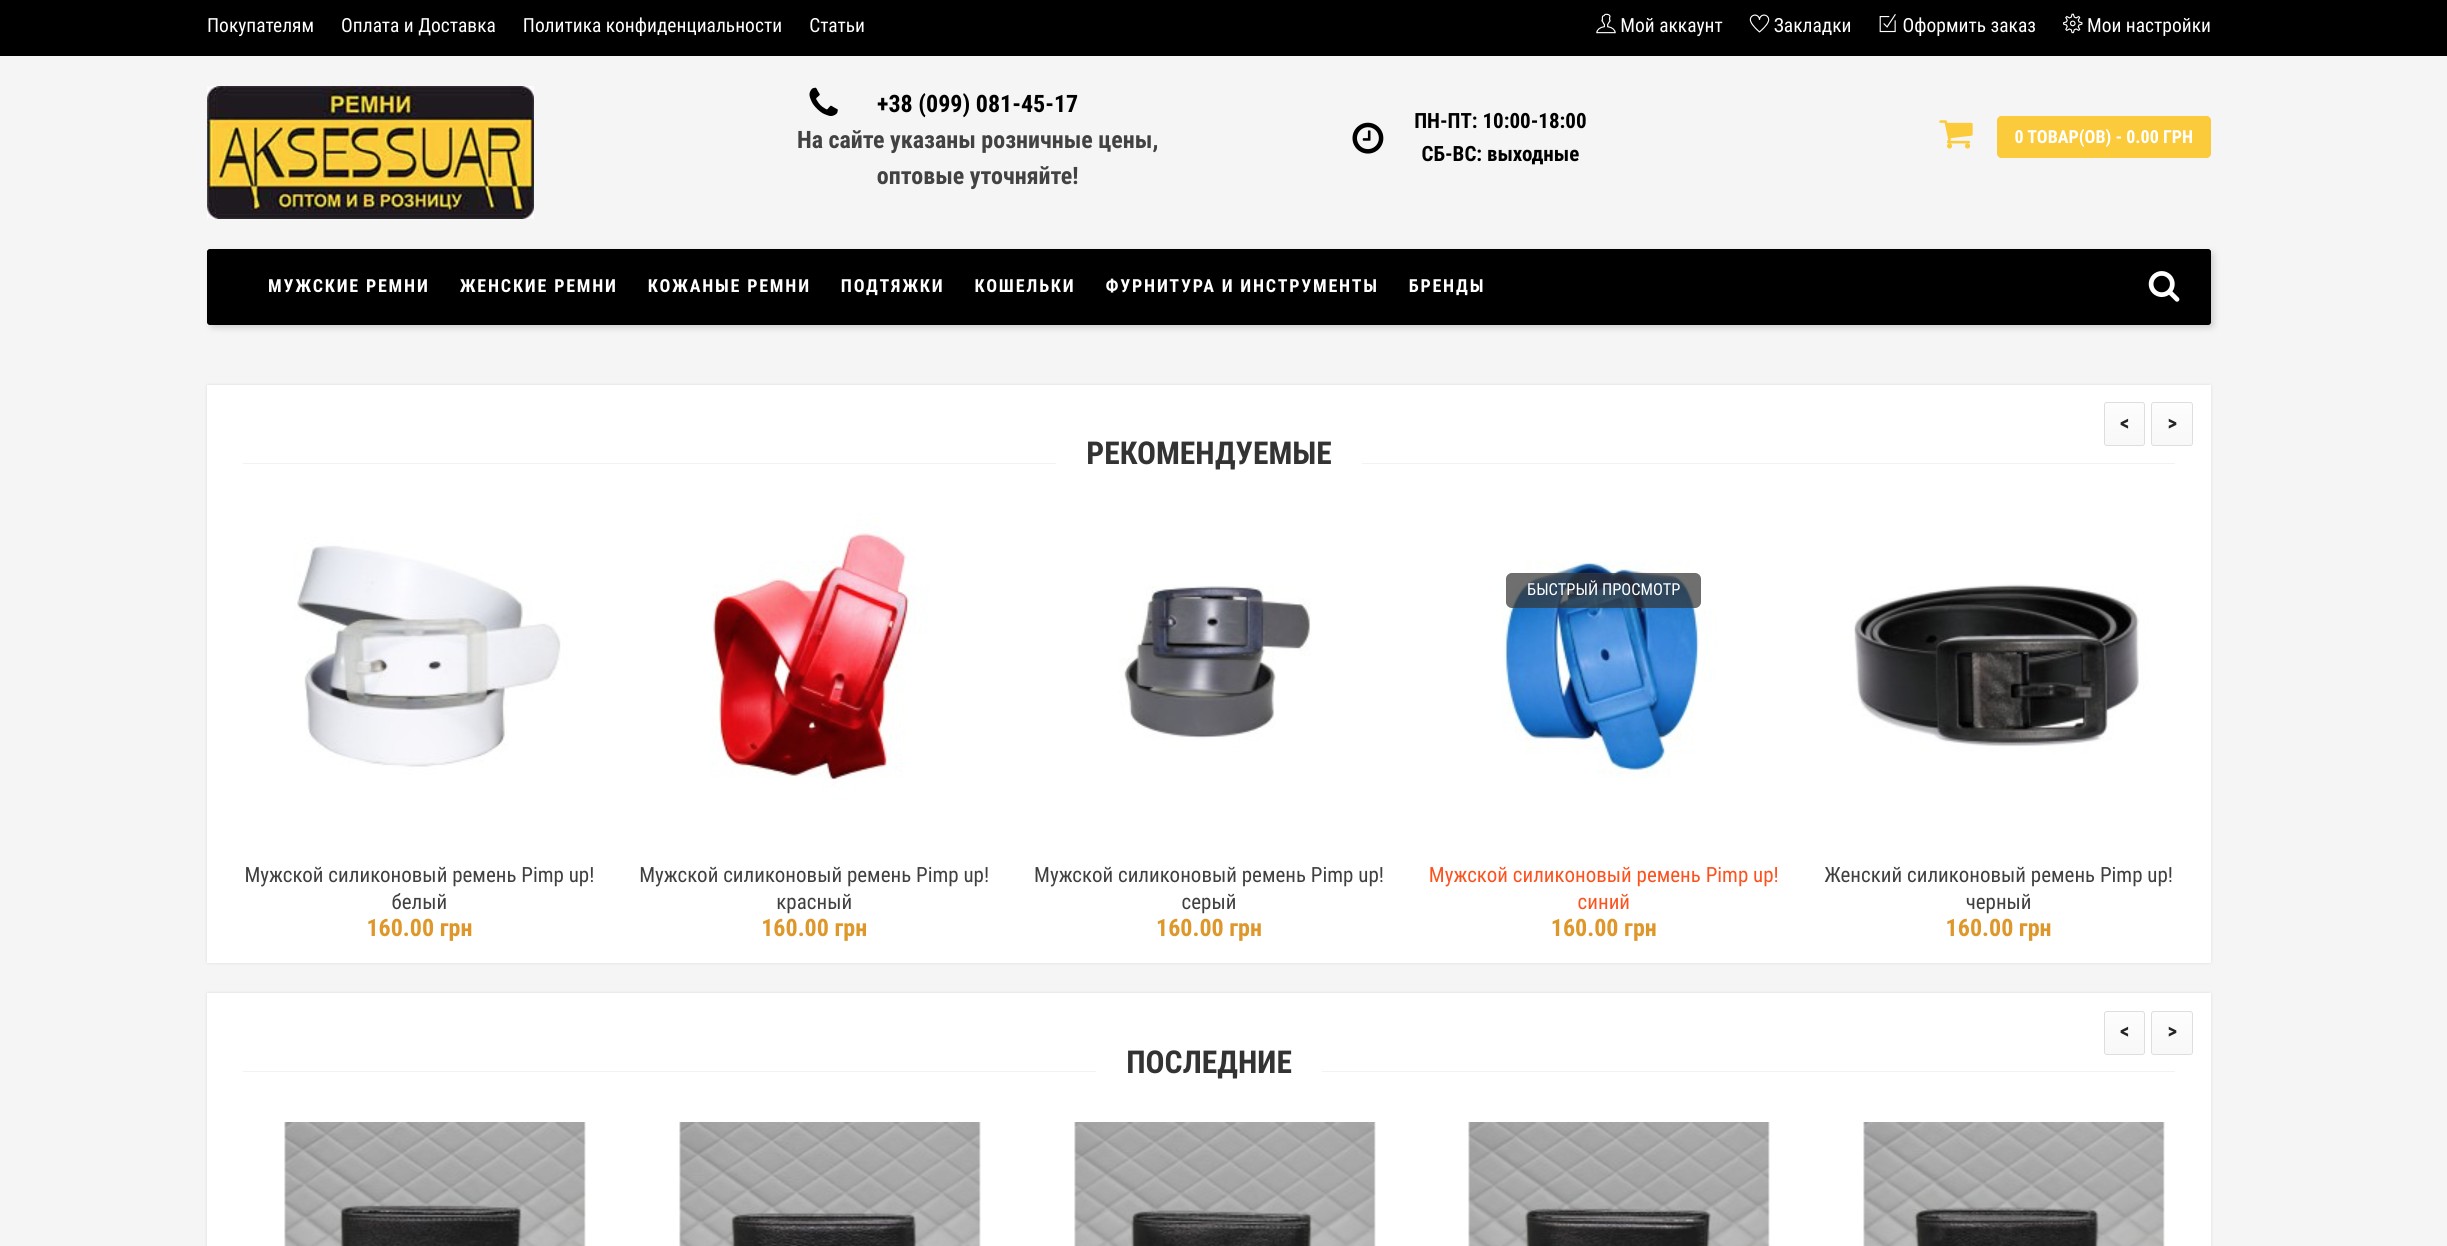 Покупателям Оплата и Доставка Политика конфиденциальности Статьи Мой аккаунт Закладки Оформить заказ Мои настройки
РЕМНИ
AKSESSUAR
ОПТОМ И В РОЗНИЦУ
+38 (099) 081-45-17
На сайте указаны розничные цены,
оптовые уточняйте!
ПН-ПТ: 10:00-18:00
СБ-ВС: выходные
0 ТОВАР(ОВ) - 0.00 ГРН
МУЖСКИЕ РЕМНИ ЖЕНСКИЕ РЕМНИ КОЖАНЫЕ РЕМНИ ПОДТЯЖКИ КОШЕЛЬКИ ФУРНИТУРА И ИНСТРУМЕНТЫ БРЕНДЫ
< >
РЕКОМЕНДУЕМЫЕ
БЫСТРЫЙ ПРОСМОТР
Мужской силиконовый ремень Pimp up!
белый
160.00 грн
Мужской силиконовый ремень Pimp up!
красный
160.00 грн
Мужской силиконовый ремень Pimp up!
серый
160.00 грн
Мужской силиконовый ремень Pimp up!
синий
160.00 грн
Женский силиконовый ремень Pimp up!
черный
160.00 грн
< >
ПОСЛЕДНИЕ